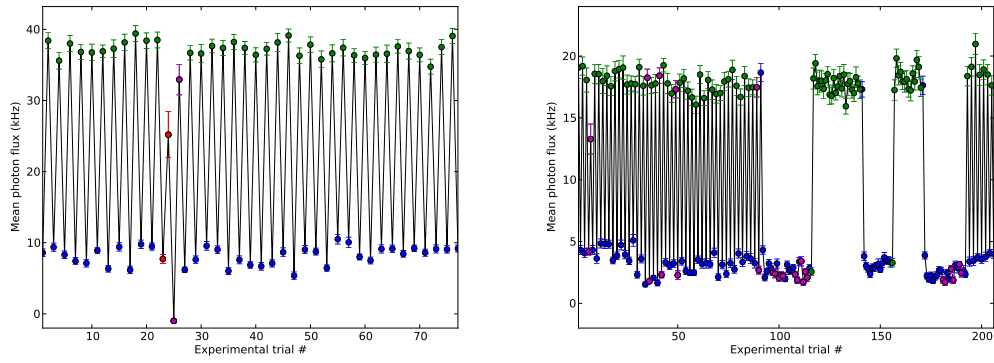 40
30
20
10
0
Mean photon flux (kHz)
10 20 30 40 50 60 70
Experimental trial #
20
15
10
5
0
Mean photon flux (kHz)
50 100 150 200
Experimental trial #